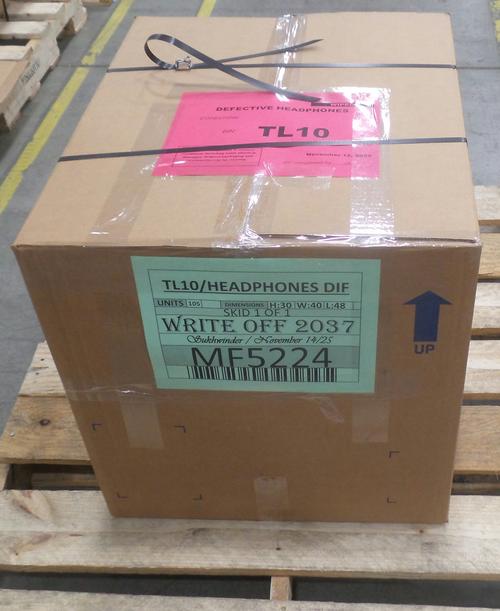 DEFECTIVE HEADPHONES
TL10
TL10/HEADPHONES DIF
UNITS 105 DIMENSIONS H:30 W:40 L:48
SKID 1 OF 1
WRITE OFF 2037
Sukhwinder / November 14/25
MF5224
UP